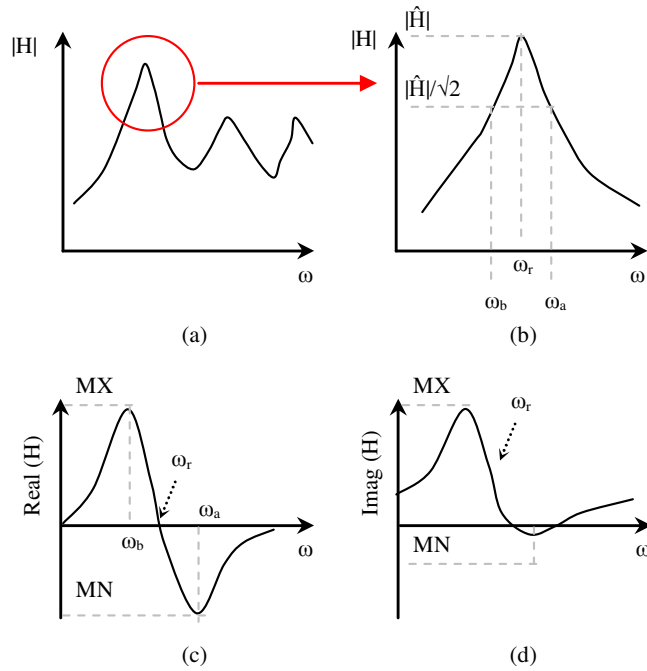 |H|
ω
(a)
|Ĥ|
|H|
|Ĥ|/√2
ω_r
ω
ω_b
ω_a
(b)
MX
Real (H)
ω_r
ω_a
ω_b
ω
MN
(c)
MX
ω_r
Imag (H)
MN
ω
(d)